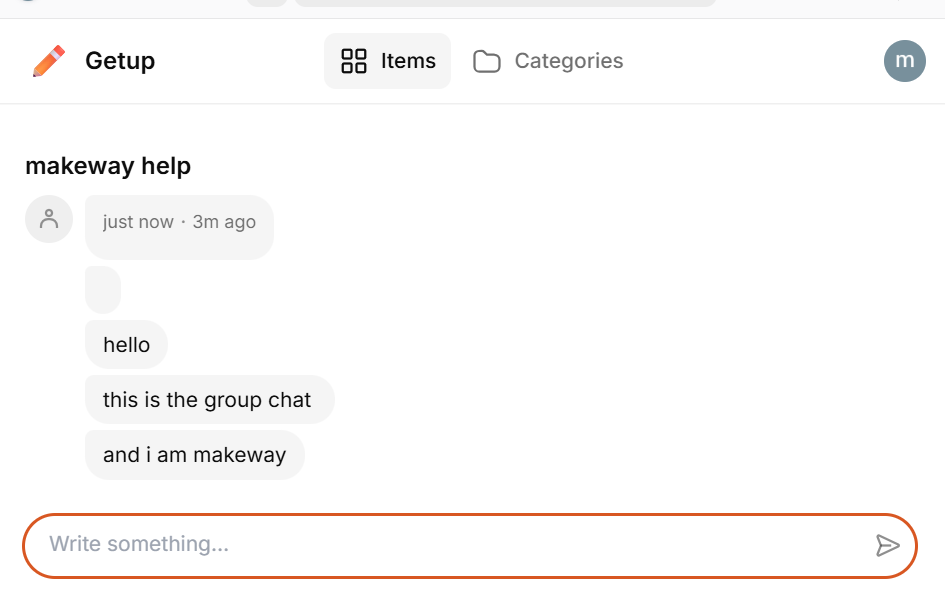 Getup
Items
Categories
m
makeway help
just now · 3m ago
hello
this is the group chat
and i am makeway
Write something...